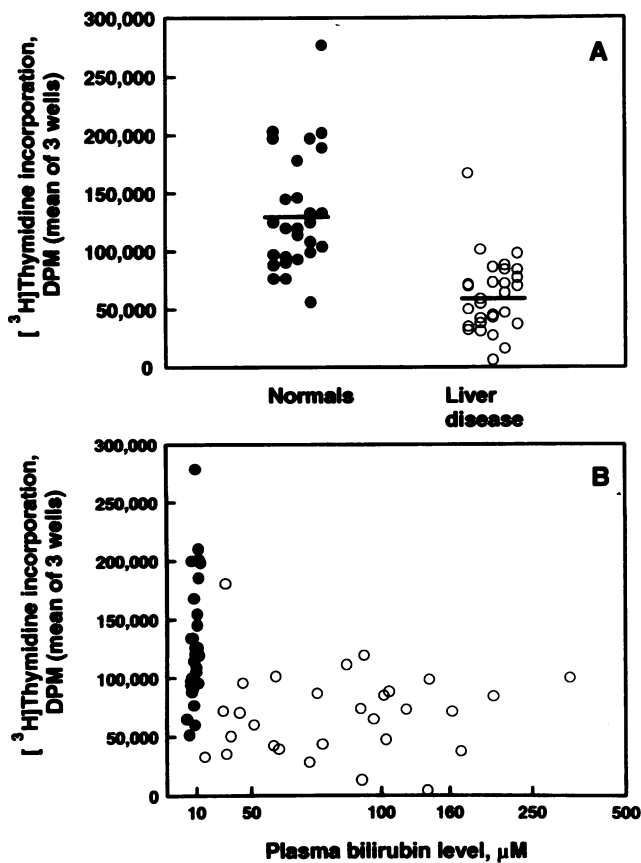 [³H]Thymidine incorporation,
DPM (mean of 3 wells)
300,000
250,000
200,000
150,000
100,000
50,000
0
A
Normals
Liver
disease
[³H]Thymidine incorporation,
DPM (mean of 3 wells)
300,000
250,000
200,000
150,000
100,000
50,000
0
B
10 50 100 160 250 500
Plasma bilirubin level, μM